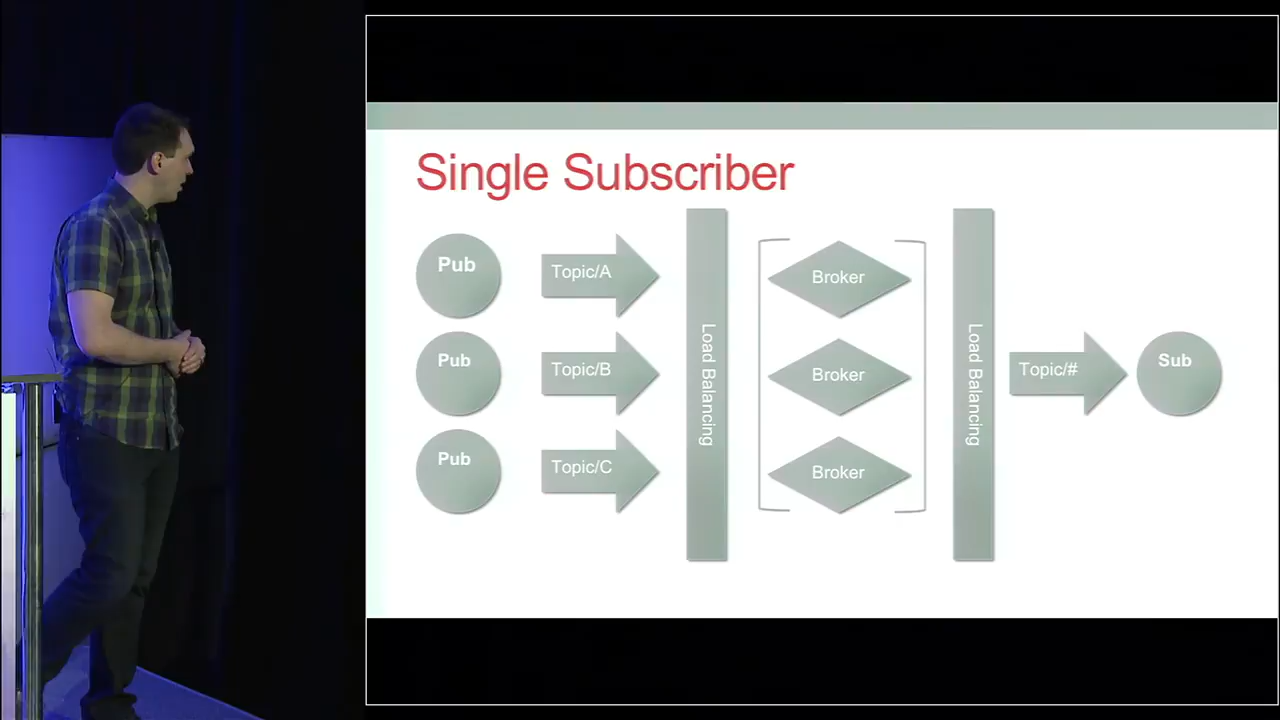 Single Subscriber
Pub
Topic/A
Broker
Pub
Topic/B
Load Balancing
Broker
Load Balancing
Topic/#
Sub
Pub
Topic/C
Broker